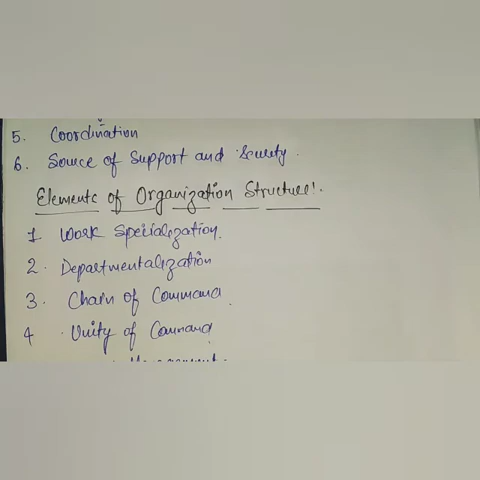 5. Coordination
6. Source of Support and Scurety.
Elements of Organization Structure:
1. Work Specialization.
2. Departmentalization
3. Chain of Command.
4. Unity of Command